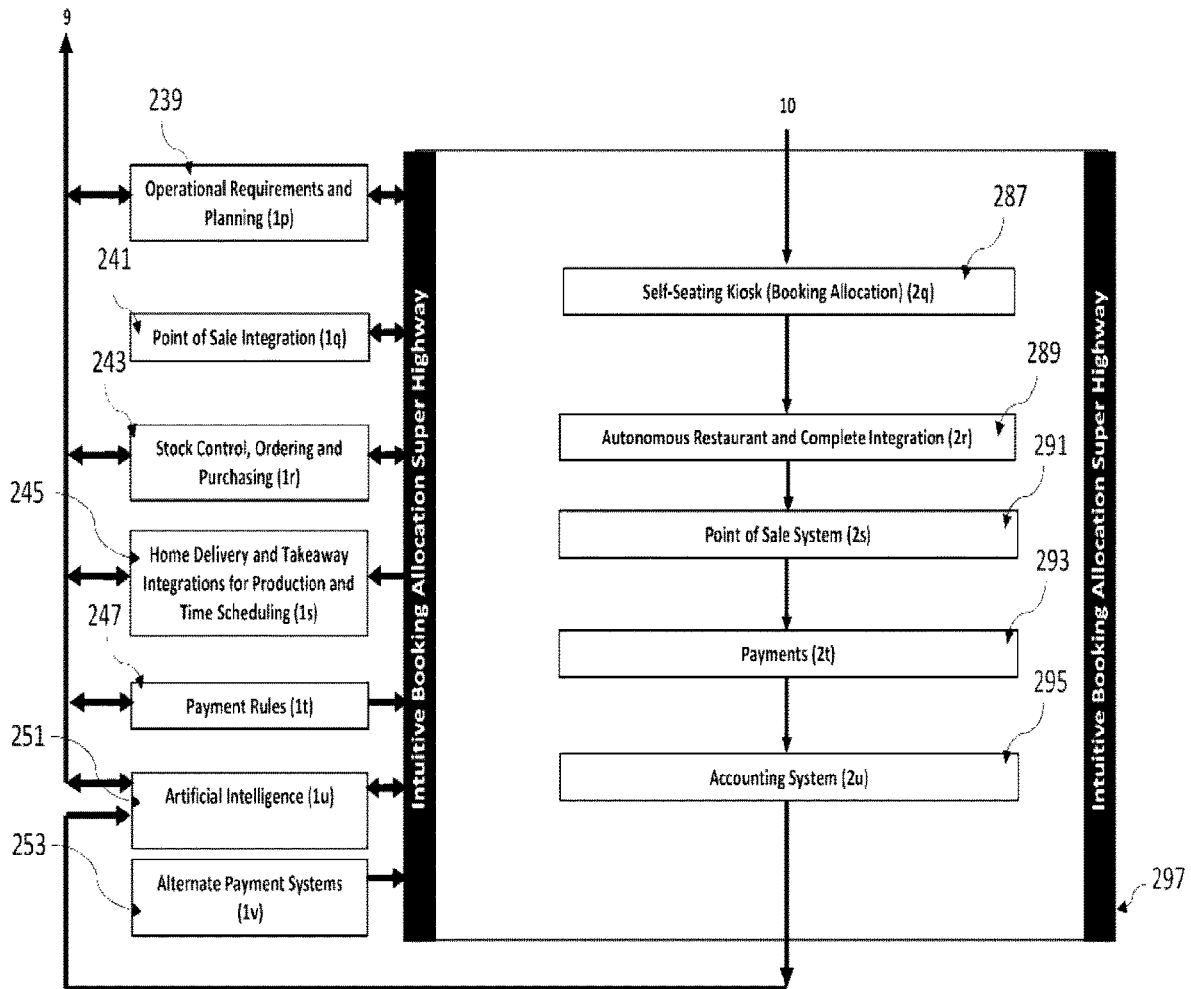 9
239
10
Operational Requirements and
Planning (1p)
287
241
Self-Seating Kiosk (Booking Allocation) (2q)
Point of Sale Integration (1q)
243
289
Stock Control, Ordering and
Purchasing (1r)
Autonomous Restaurant and Complete Integration (2r)
291
245
Home Delivery and Takeaway
Integrations for Production and
Time Scheduling (1s)
Point of Sale System (2s)
293
247
Payments (2t)
Payment Rules (1t)
295
251
Artificial Intelligence (1u)
Accounting System (2u)
253
Alternate Payment Systems
(1v)
297
Intuitive Booking Allocation Super Highway
Intuitive Booking Allocation Super Highway